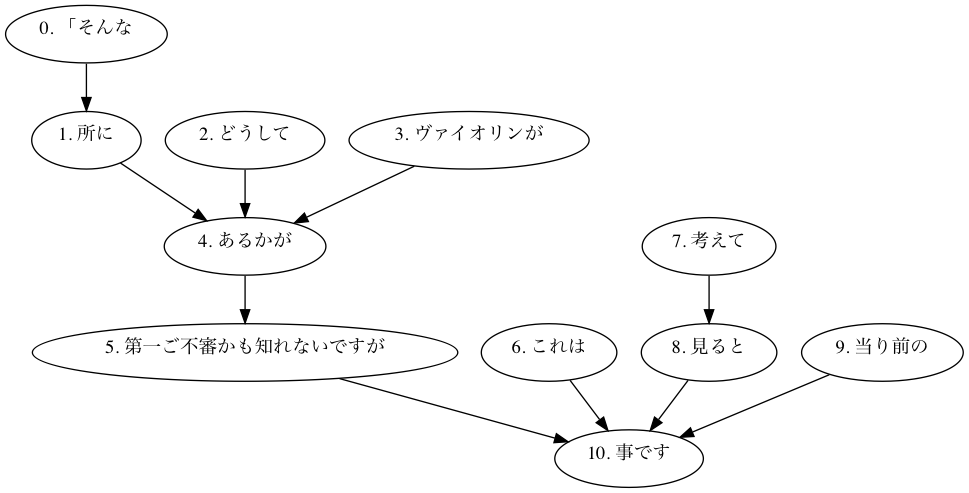 0. 「そんな
1. 所に
2. どうして
3. ヴァイオリンが
4. あるかが
7. 考えて
5. 第一ご不審かも知れないですが
6. これは
8. 見ると
9. 当り前の
10. 事です